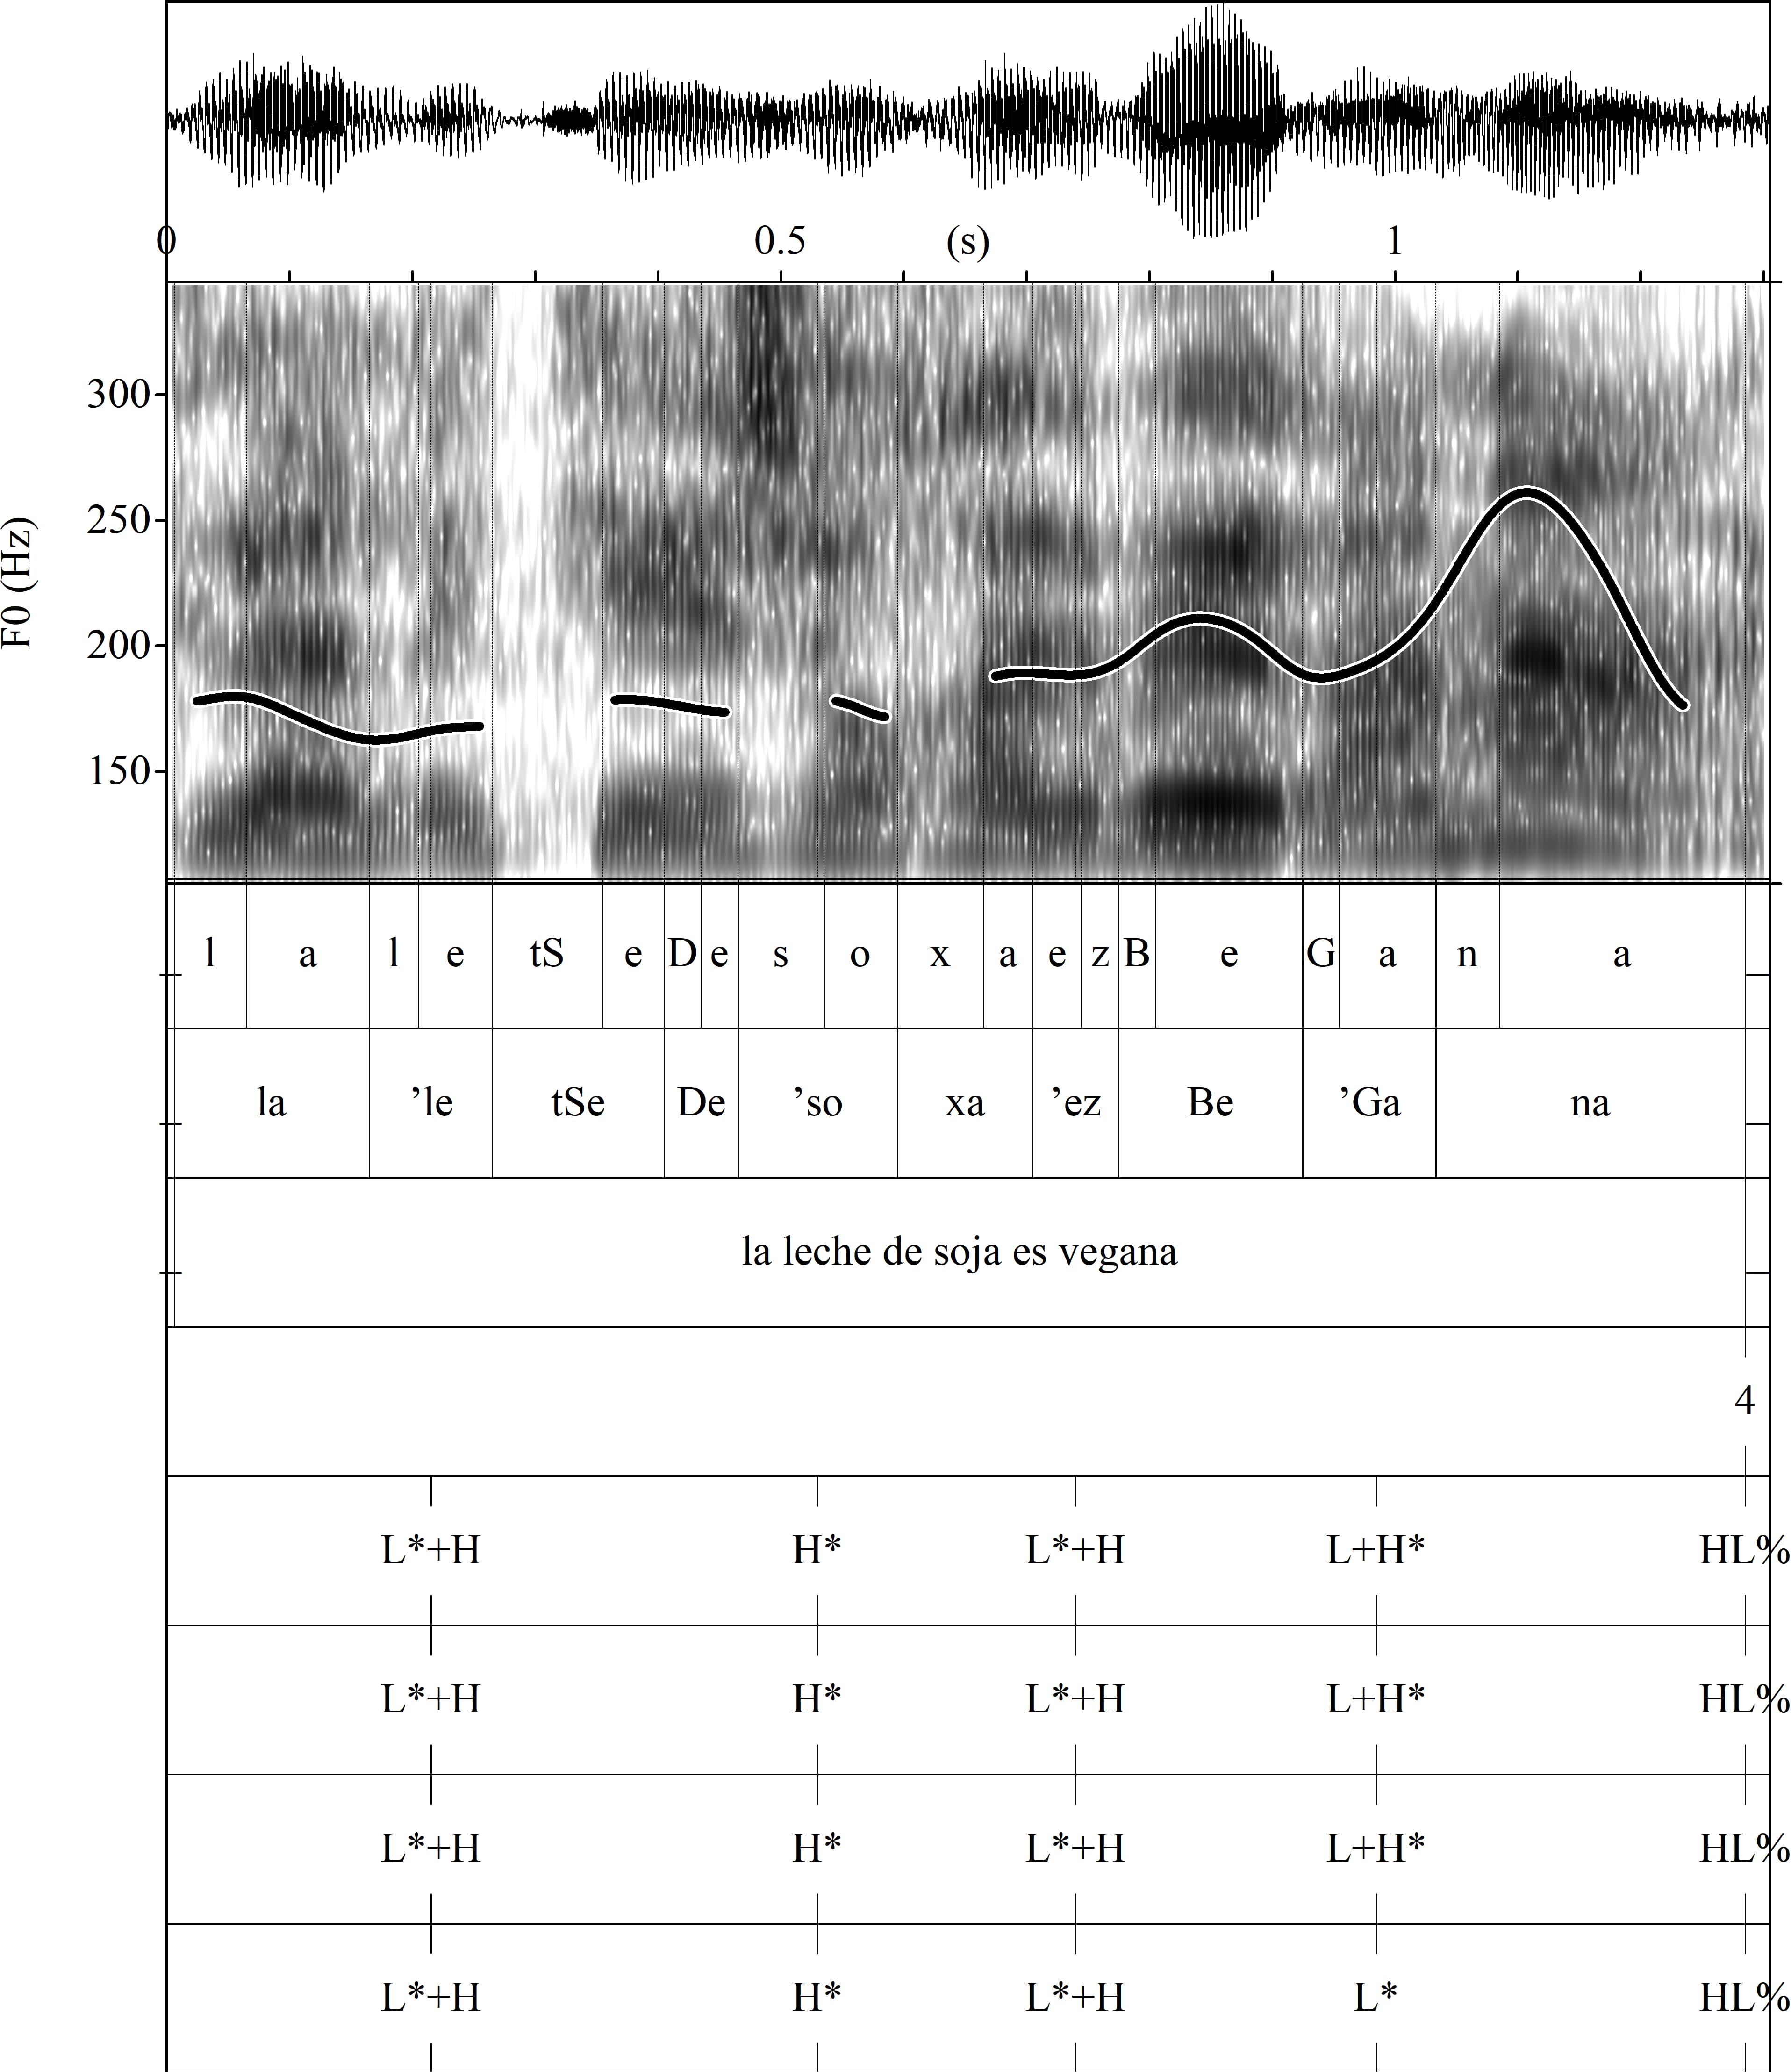 0 0.5 (s) 1
F0 (Hz)
300
250
200
150
l a l e tS e D e s o x a e z B e G a n a
la ’le tSe De ’so xa ’ez Be ’Ga na
la leche de soja es vegana
4
L*+H H* L*+H L+H* HL%
L*+H H* L*+H L+H* HL%
L*+H H* L*+H L+H* HL%
L*+H H* L*+H L* HL%